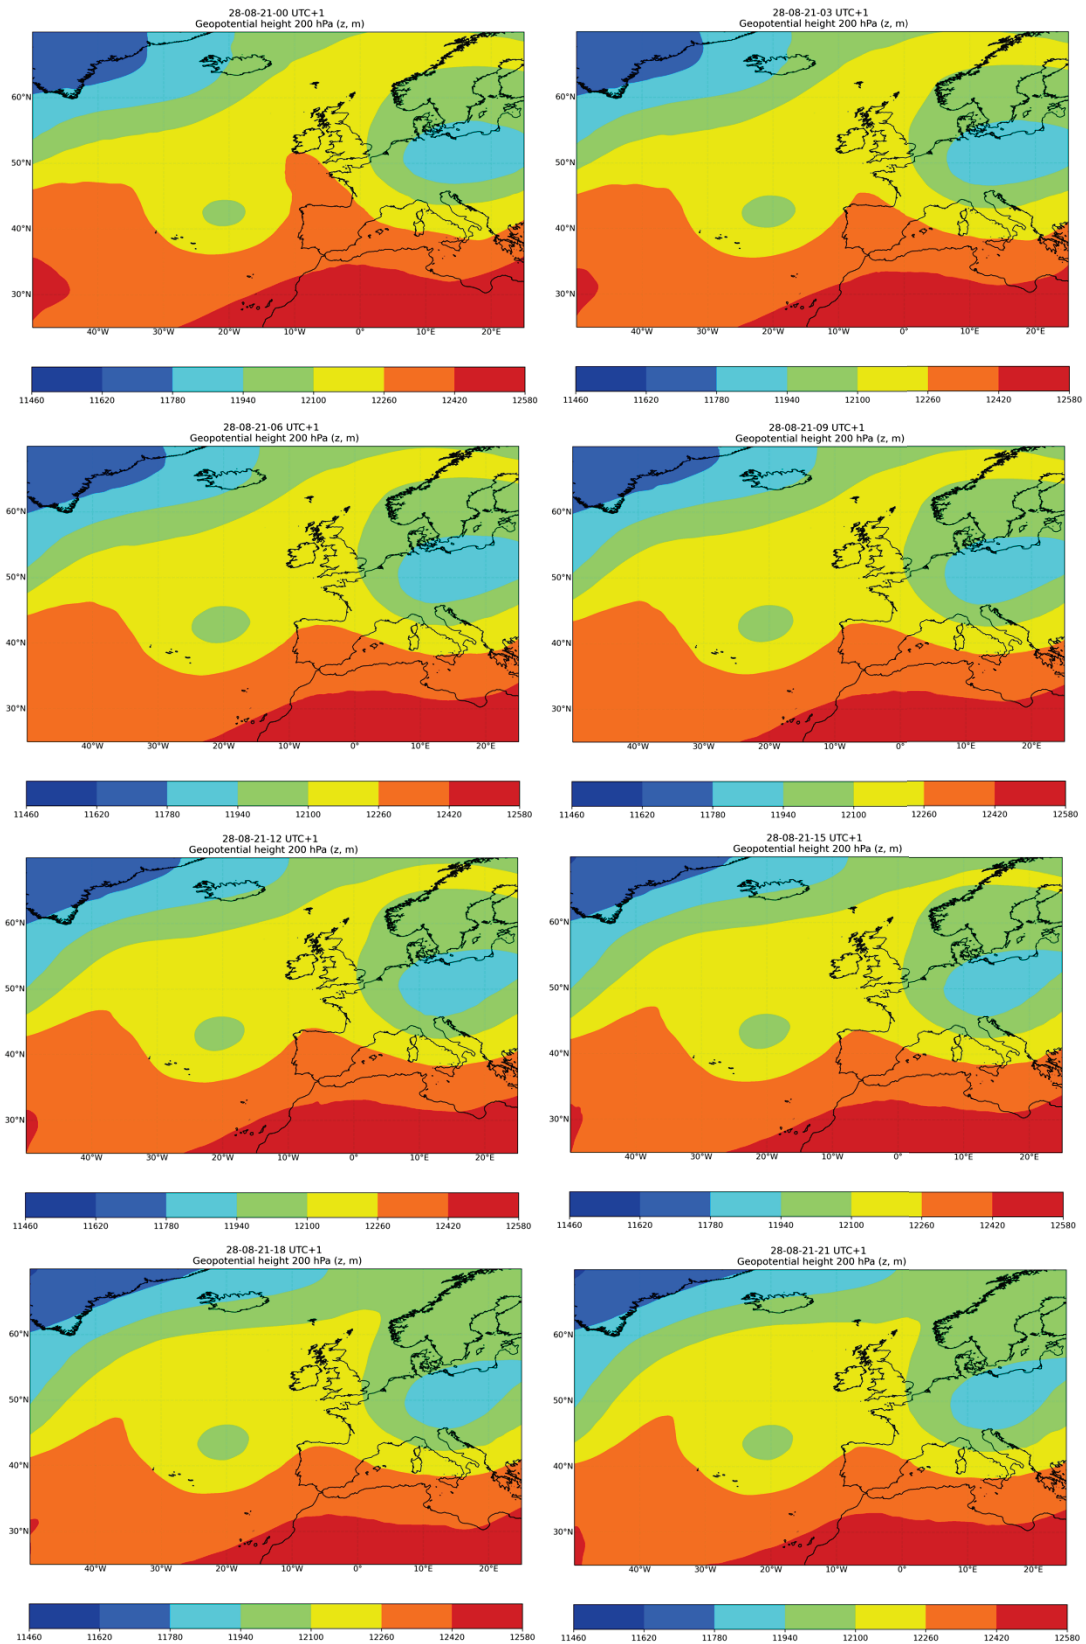 28-08-21-00 UTC+1
Geopotential height 200 hPa (z, m)
60°N
50°N
40°N
30°N
40°W 30°W 20°W 10°W 0° 10°E 20°E
11460 11620 11780 11940 12100 12260 12420 12580
28-08-21-03 UTC+1
Geopotential height 200 hPa (z, m)
60°N
50°N
40°N
30°N
40°W 30°W 20°W 10°W 0° 10°E 20°E
11460 11620 11780 11940 12100 12260 12420 12580
28-08-21-06 UTC+1
Geopotential height 200 hPa (z, m)
60°N
50°N
40°N
30°N
40°W 30°W 20°W 10°W 0° 10°E 20°E
11460 11620 11780 11940 12100 12260 12420 12580
28-08-21-09 UTC+1
Geopotential height 200 hPa (z, m)
60°N
50°N
40°N
30°N
40°W 30°W 20°W 10°W 0° 10°E 20°E
11460 11620 11780 11940 12100 12260 12420 12580
28-08-21-12 UTC+1
Geopotential height 200 hPa (z, m)
60°N
50°N
40°N
30°N
40°W 30°W 20°W 10°W 0° 10°E 20°E
11460 11620 11780 11940 12100 12260 12420 12580
28-08-21-15 UTC+1
Geopotential height 200 hPa (z, m)
60°N
50°N
40°N
30°N
40°W 30°W 20°W 10°W 0° 10°E 20°E
11460 11620 11780 11940 12100 12260 12420 12580
28-08-21-18 UTC+1
Geopotential height 200 hPa (z, m)
60°N
50°N
40°N
30°N
40°W 30°W 20°W 10°W 0° 10°E 20°E
11460 11620 11780 11940 12100 12260 12420 12580
28-08-21-21 UTC+1
Geopotential height 200 hPa (z, m)
60°N
50°N
40°N
30°N
40°W 30°W 20°W 10°W 0° 10°E 20°E
11460 11620 11780 11940 12100 12260 12420 12580